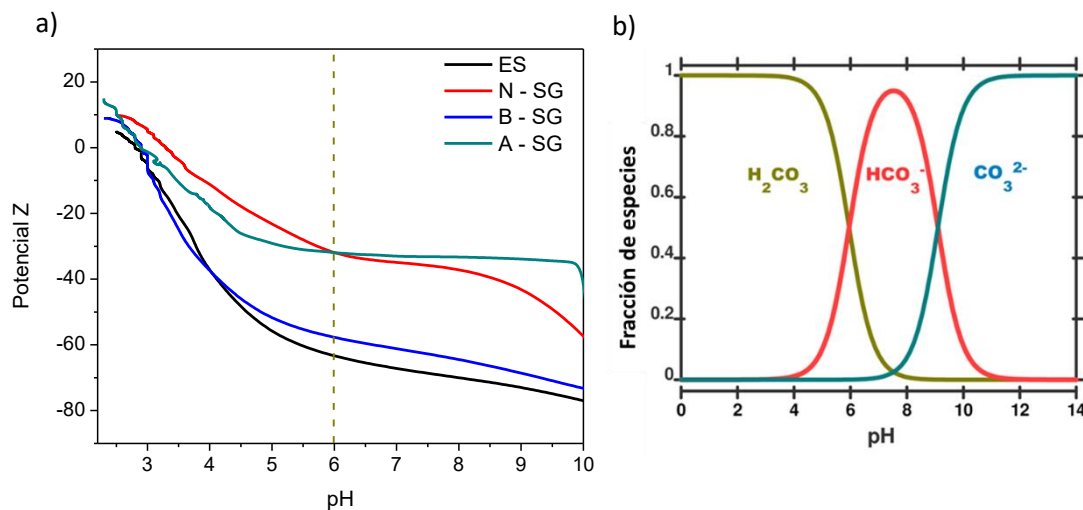 a)
20
0
-20
-40
-60
-80
Potencial Z
3 4 5 6 7 8 9 10
pH
ES
N - SG
B - SG
A - SG
b)
1
0.8
0.6
0.4
0.2
0
Fracción de especies
H₂CO₃
HCO₃⁻
CO₃²⁻
0 2 4 6 8 10 12 14
pH